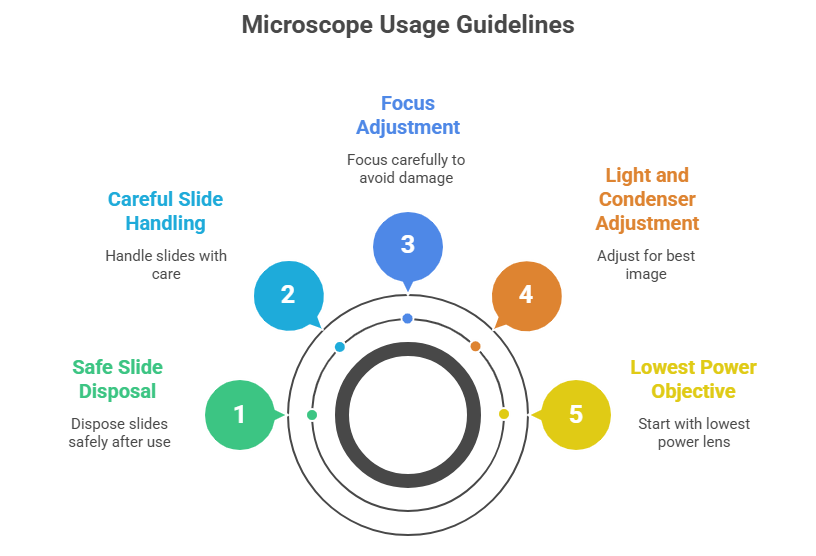 Microscope Usage Guidelines
Safe Slide
Disposal
Dispose slides
safely after use
1
Careful Slide
Handling
Handle slides with
care
2
Focus
Adjustment
Focus carefully to
avoid damage
3
Light and
Condenser
Adjustment
Adjust for best
image
4
Lowest Power
Objective
Start with lowest
power lens
5